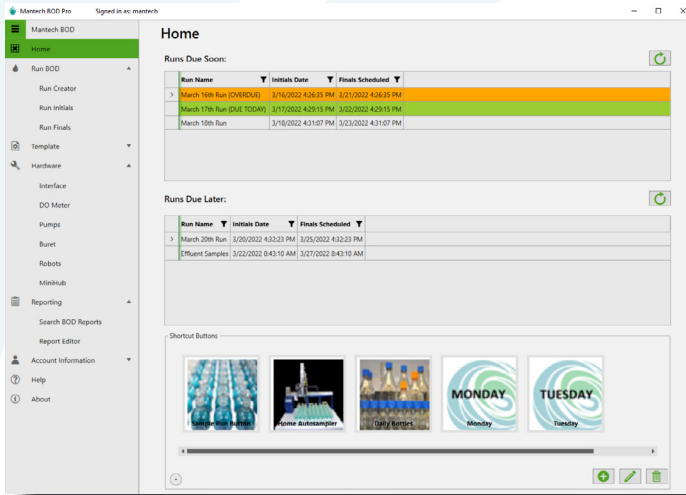 Mantech BOD Pro Signed in as: mantech
Mantech BOD
Home
Run BOD
Run Creator
Run Initials
Run Finals
Template
Hardware
Interface
DO Meter
Pumps
Buret
Robots
MiniHub
Reporting
Search BOD Reports
Report Editor
Account Information
Help
About
Home
Runs Due Soon:
Run Name Initials Date Finals Scheduled
March 16th Run (OVERDUE) 3/16/2022 4:26:35 PM 3/21/2022 4:26:35 PM
March 17th Run (DUE TODAY) 3/17/2022 4:29:15 PM 3/22/2022 4:29:15 PM
March 18th Run 3/18/2022 4:31:07 PM 3/23/2022 4:31:07 PM
Runs Due Later:
Run Name Initials Date Finals Scheduled
March 20th Run 3/20/2022 4:32:23 PM 3/25/2022 4:32:23 PM
Effluent Samples 3/22/2022 8:43:10 AM 3/27/2022 8:43:10 AM
Shortcut Buttons
MONDAY TUESDAY
Sample Run Button Home Autosampler Daily Bottles Monday Tuesday